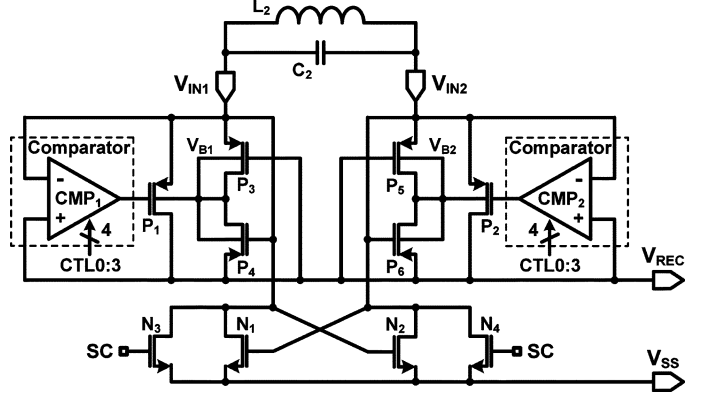 L2
C2
VIN1
VIN2
Comparator
VB1
VB2
Comparator
-
CMP1
+
P3
P5
-
CMP2
+
4
P1
P2
4
CTL0:3
P4
P6
CTL0:3
VREC
N3
N1
N2
N4
SC
SC
VSS